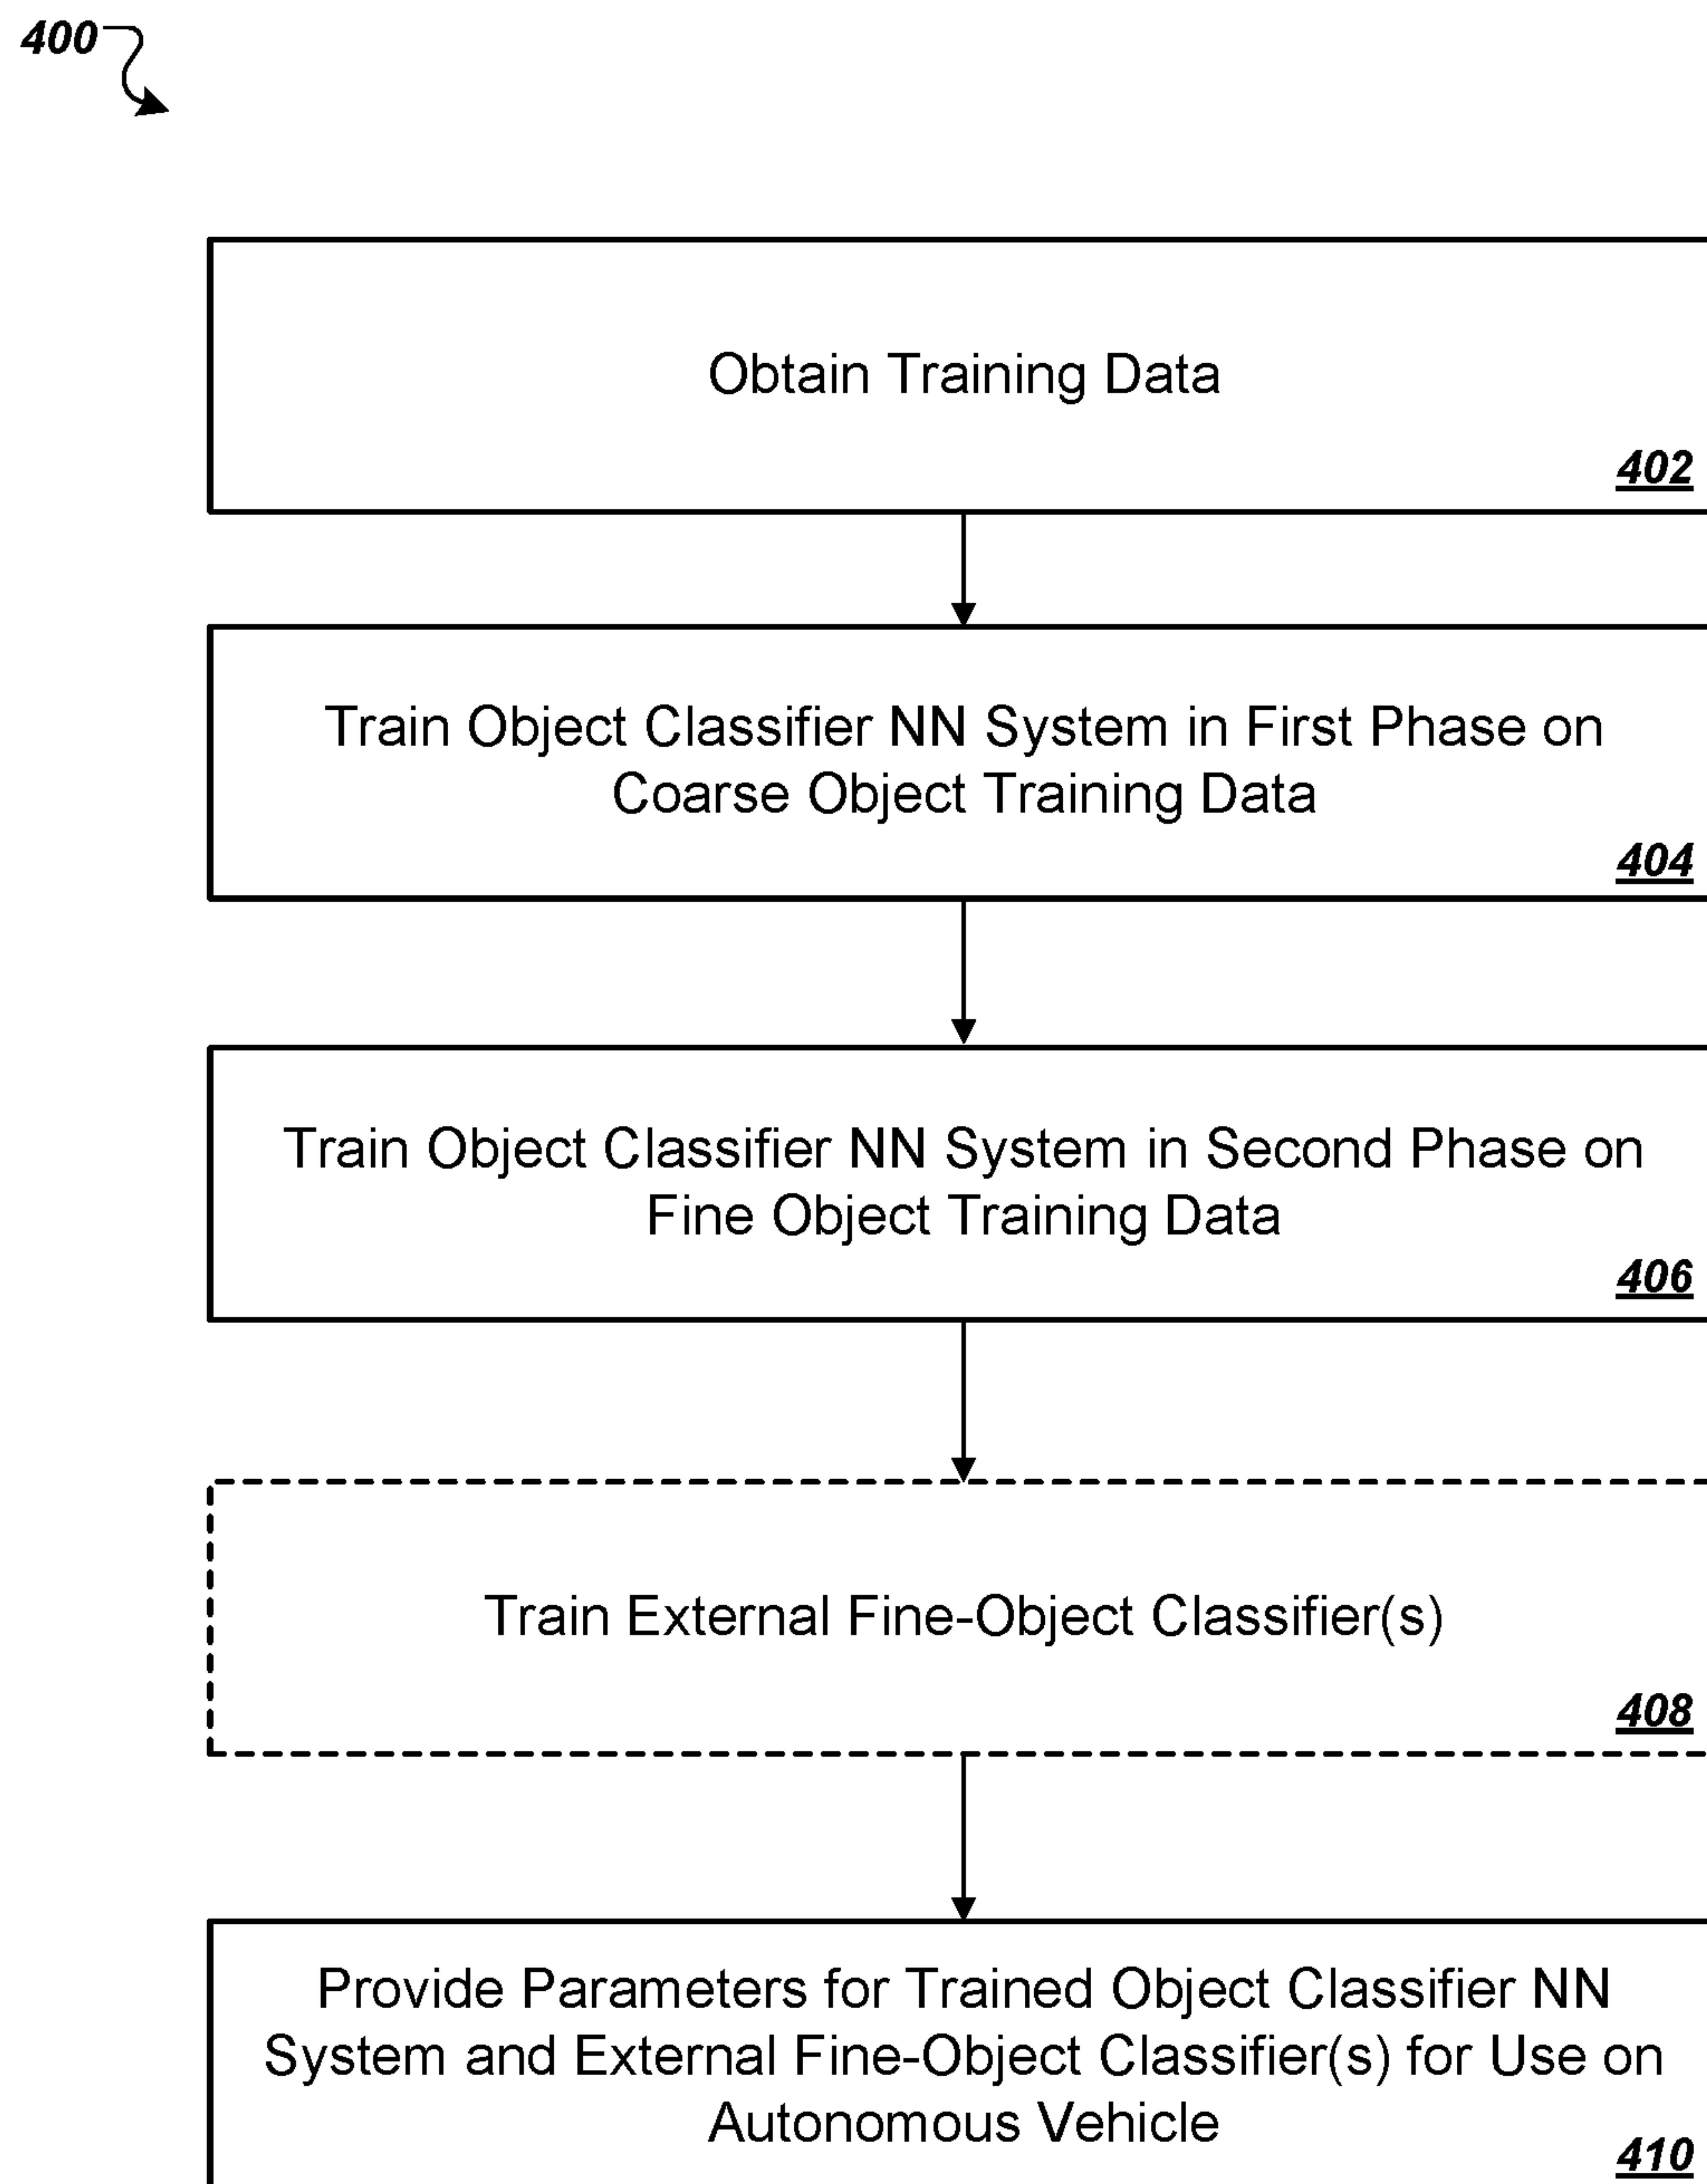 400
Obtain Training Data
402
Train Object Classifier NN System in First Phase on
Coarse Object Training Data
404
Train Object Classifier NN System in Second Phase on
Fine Object Training Data
406
Train External Fine-Object Classifier(s)
408
Provide Parameters for Trained Object Classifier NN
System and External Fine-Object Classifier(s) for Use on
Autonomous Vehicle
410